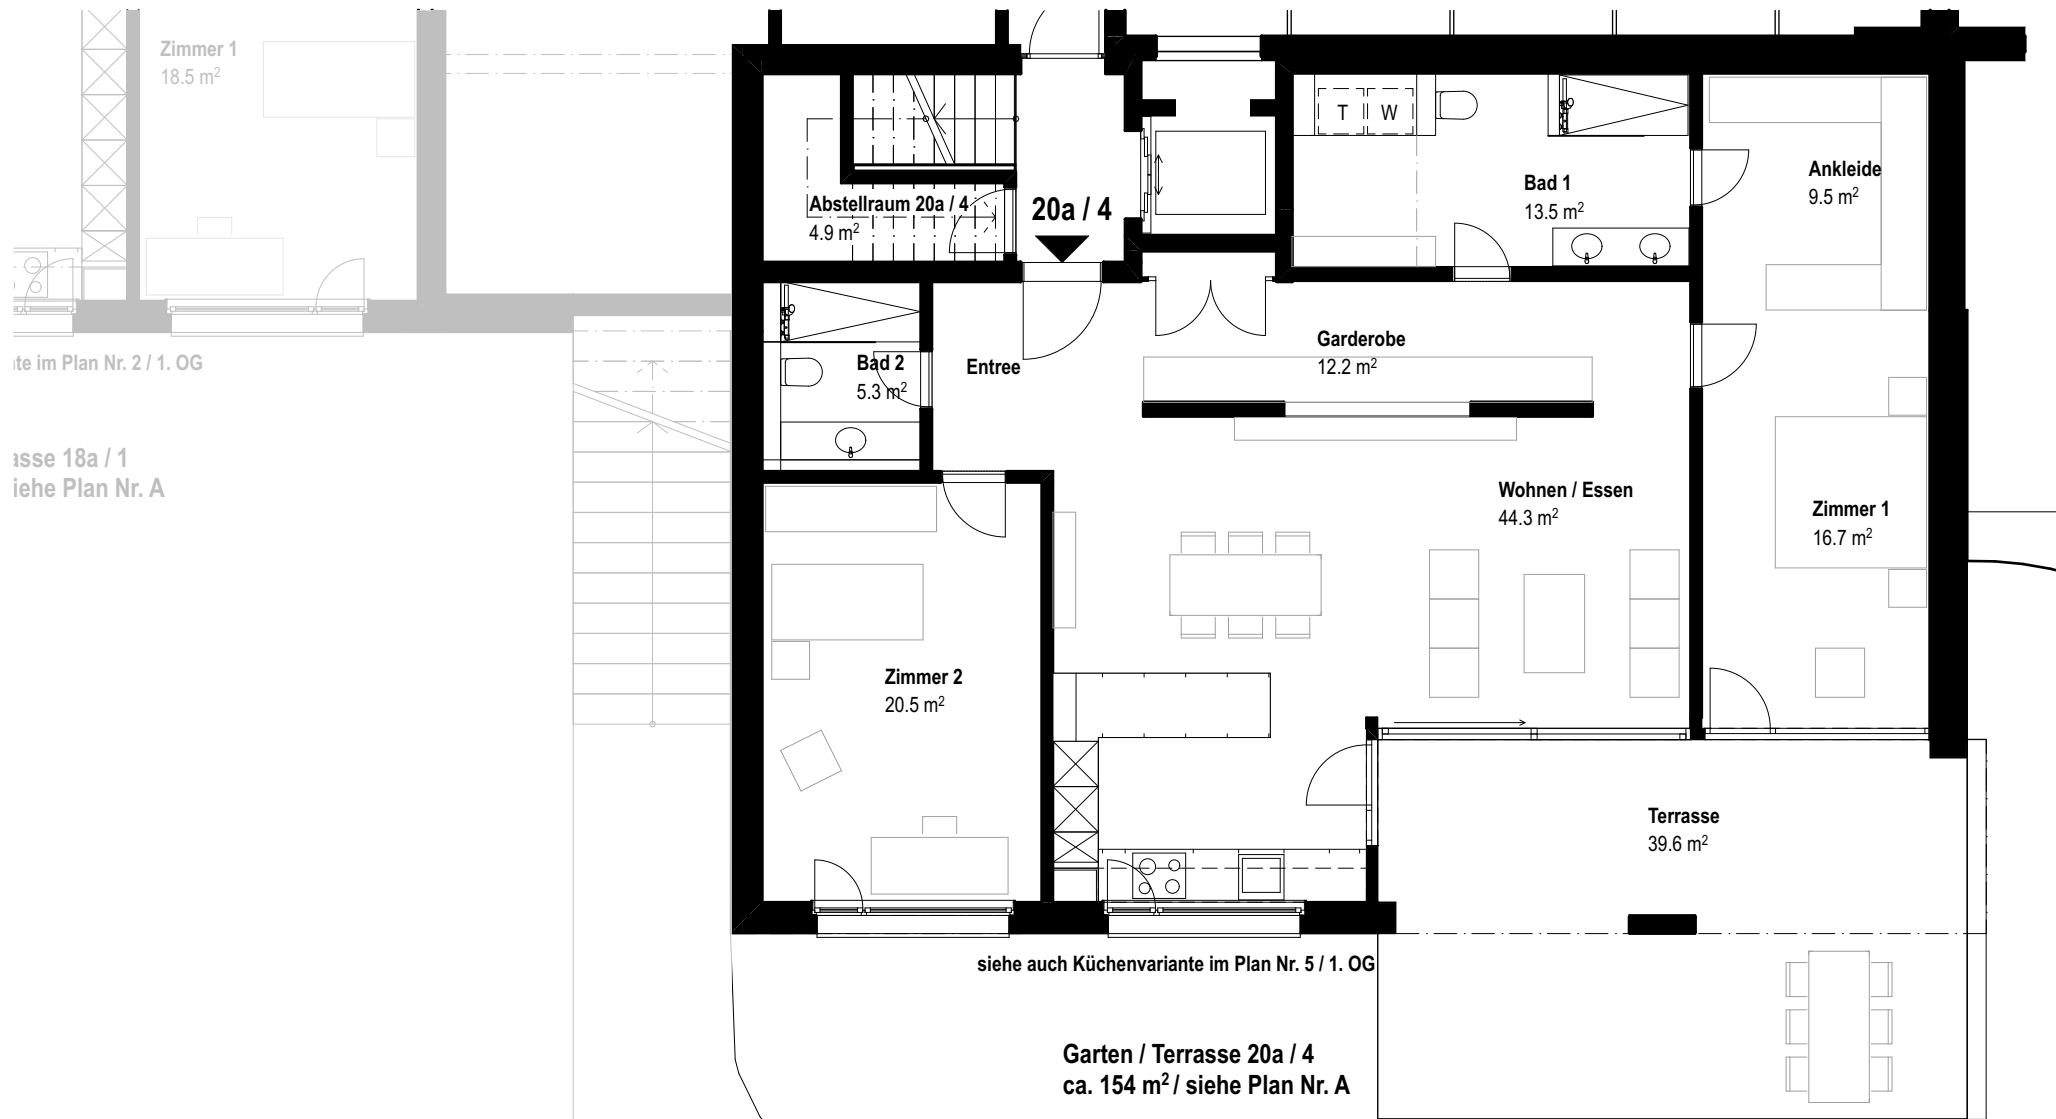 Zimmer 1
18.5 m²
T W
Ankleide
9.5 m²
Bad 1
13.5 m²
Abstellraum 20a / 4
4.9 m²
20a / 4
Garderobe
12.2 m²
Bad 2
5.3 m²
Entree
im Plan Nr. 2 / 1. OG
18a / 1
Plan Nr. A
Wohnen / Essen
44.3 m²
Zimmer 1
16.7 m²
Zimmer 2
20.5 m²
Terrasse
39.6 m²
siehe auch Küchenvariante im Plan Nr. 5 / 1. OG
Garten / Terrasse 20a / 4
ca. 154 m² / siehe Plan Nr. A